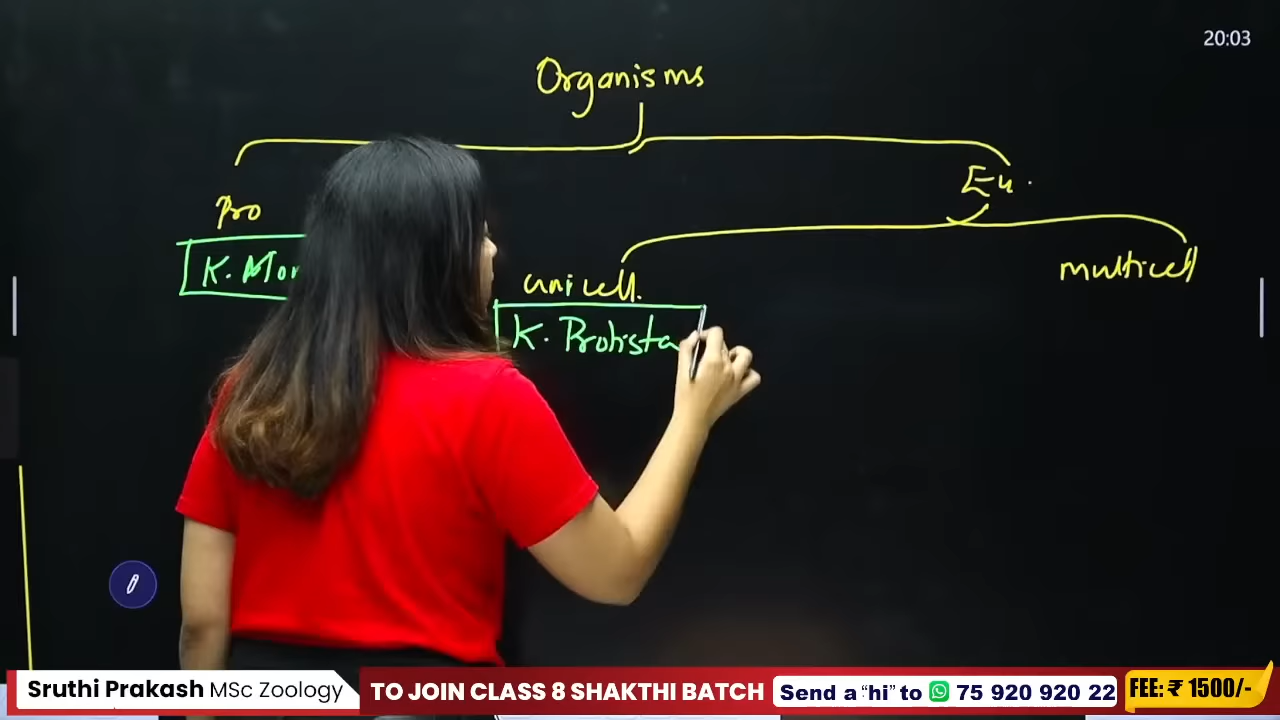 20:03
Organisms
Pro
Eu.
K. Mon
unicell.
multicell
K. Protista
Sruthi Prakash MSc Zoology
TO JOIN CLASS 8 SHAKTHI BATCH
Send a “hi” to 75 920 920 22
FEE: ₹ 1500/-